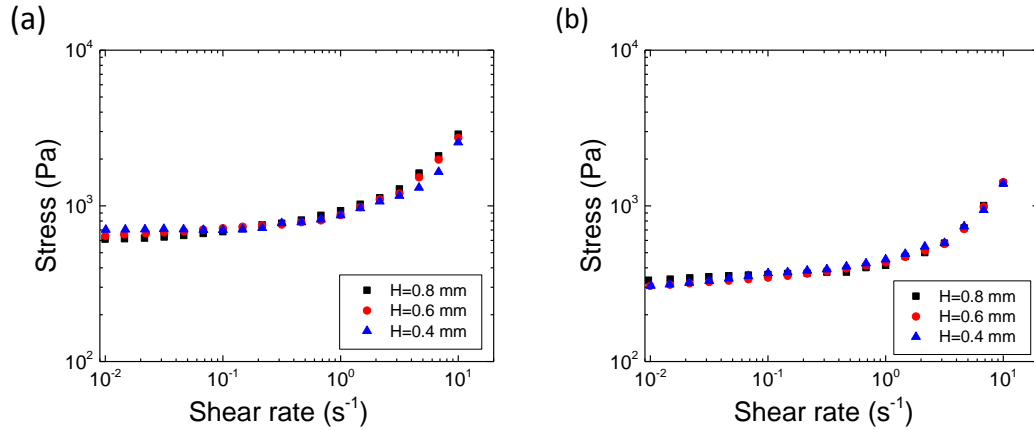 (a)
10^4
10^3
10^2
Stress (Pa)
10^-2
10^-1
10^0
10^1
Shear rate (s^-1)
H=0.8 mm
H=0.6 mm
H=0.4 mm
(b)
10^4
10^3
10^2
Stress (Pa)
10^-2
10^-1
10^0
10^1
Shear rate (s^-1)
H=0.8 mm
H=0.6 mm
H=0.4 mm